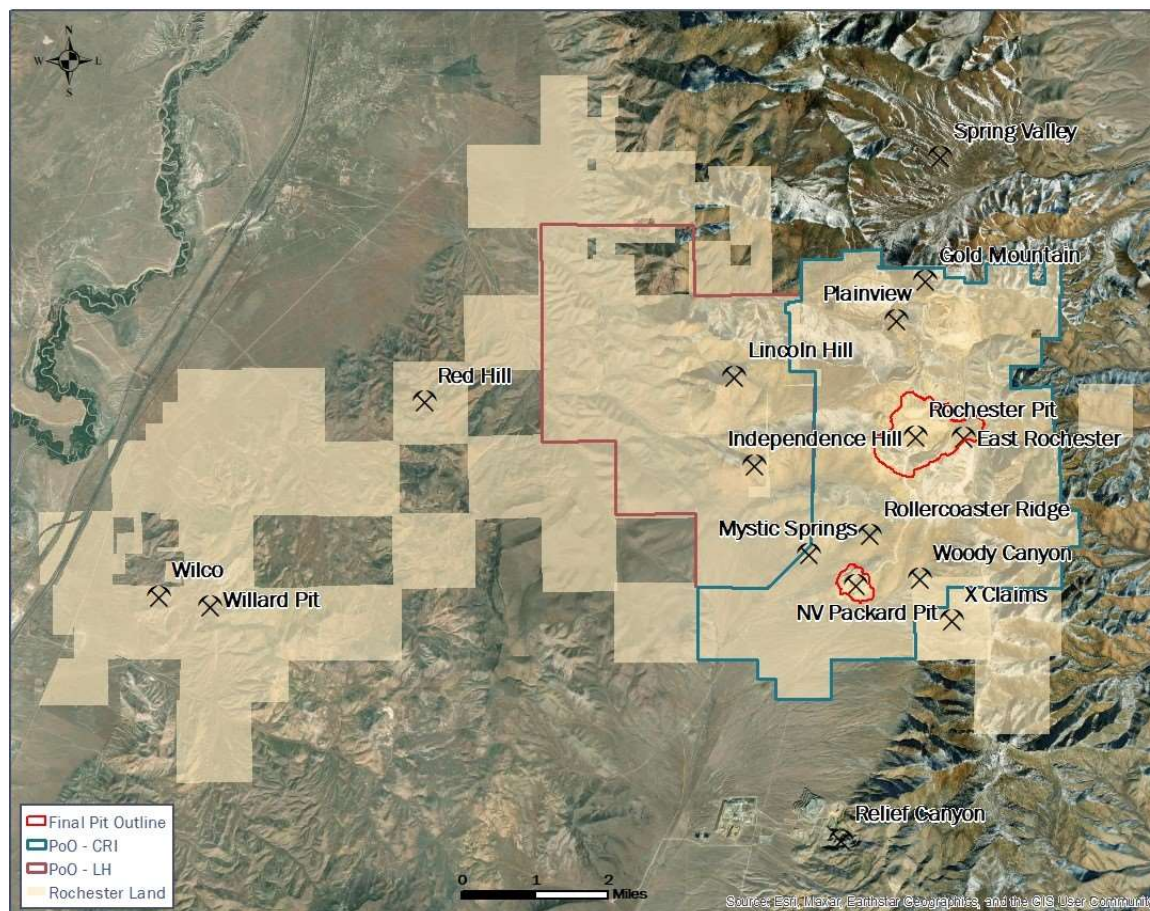 N
W
S
Spring Valley
Gold Mountain
Plainview
Lincoln Hill
Red Hill
Rochester Pit
Independence Hill
East Rochester
Rollercoaster Ridge
Mystic Springs
Woody Canyon
Wilco
Willard Pit
X Claims
NV Packard Pit
Relief Canyon
Final Pit Outline
PoO - CRI
PoO - LH
Rochester Land
0 1 2
Miles
Source: Esri, Maxar, Earthstar Geographics, and the GIS User Community